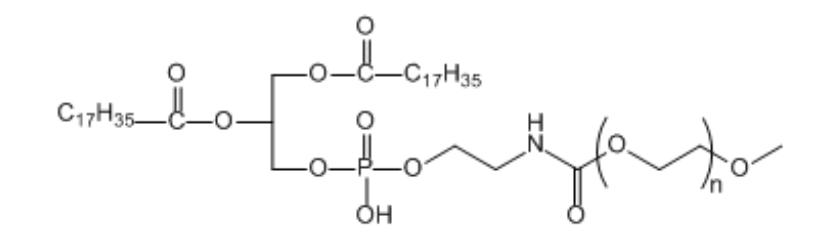 O
O O—C—C₁₇H₃₅
C₁₇H₃₅—C—O O H
O—P—O N O
OH O n O